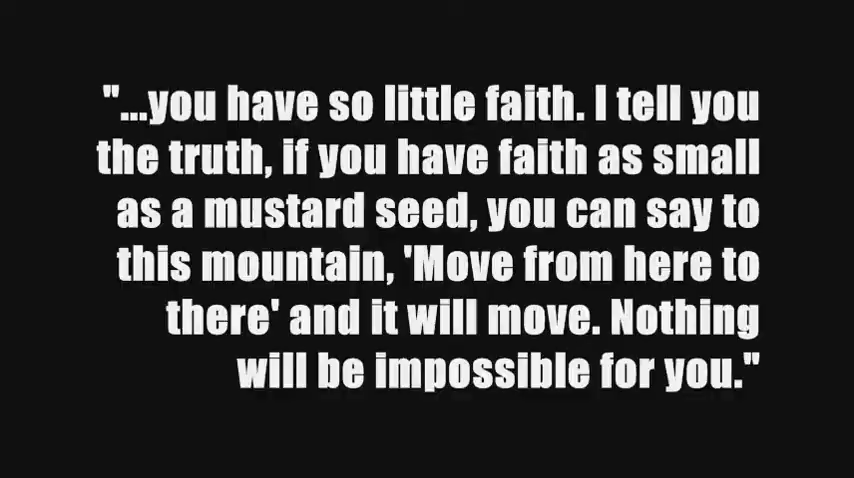 "...you have so little faith. I tell you
the truth, if you have faith as small
as a mustard seed, you can say to
this mountain, 'Move from here to
there' and it will move. Nothing
will be impossible for you."